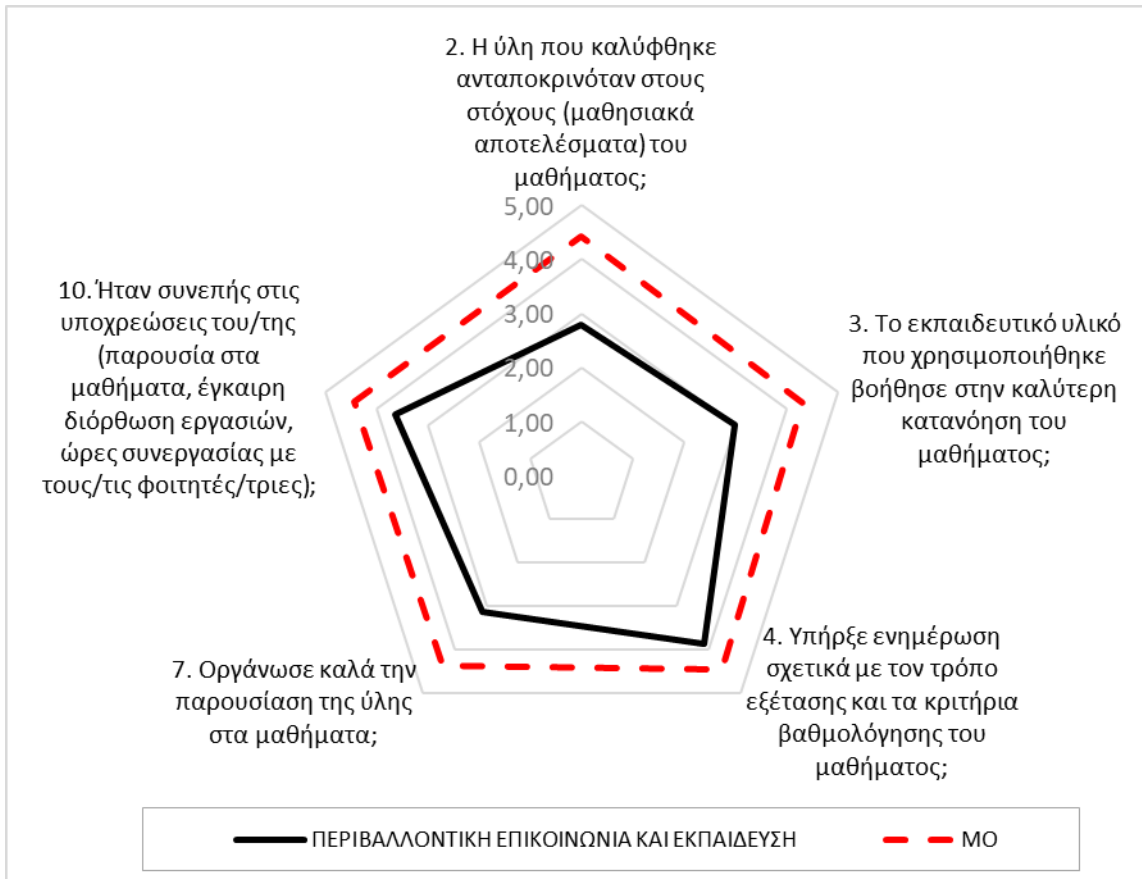 2. Η ύλη που καλύφθηκε
ανταποκρινόταν στους
στόχους (μαθησιακά
αποτελέσματα) του
μαθήματος;
5,00
4,00
3,00
2,00
1,00
0,00
3. Το εκπαιδευτικό υλικό
που χρησιμοποιήθηκε
βοήθησε στην καλύτερη
κατανόηση του
μαθήματος;
4. Υπήρξε ενημέρωση
σχετικά με τον τρόπο
εξέτασης και τα κριτήρια
βαθμολόγησης του
μαθήματος;
7. Οργάνωσε καλά την
παρουσίαση της ύλης
στα μαθήματα;
10. Ήταν συνεπής στις
υποχρεώσεις του/της
(παρουσία στα
μαθήματα, έγκαιρη
διόρθωση εργασιών,
ώρες συνεργασίας με
τους/τις φοιτητές/τριες);
ΠΕΡΙΒΑΛΛΟΝΤΙΚΗ ΕΠΙΚΟΙΝΩΝΙΑ ΚΑΙ ΕΚΠΑΙΔΕΥΣΗ
ΜΟ